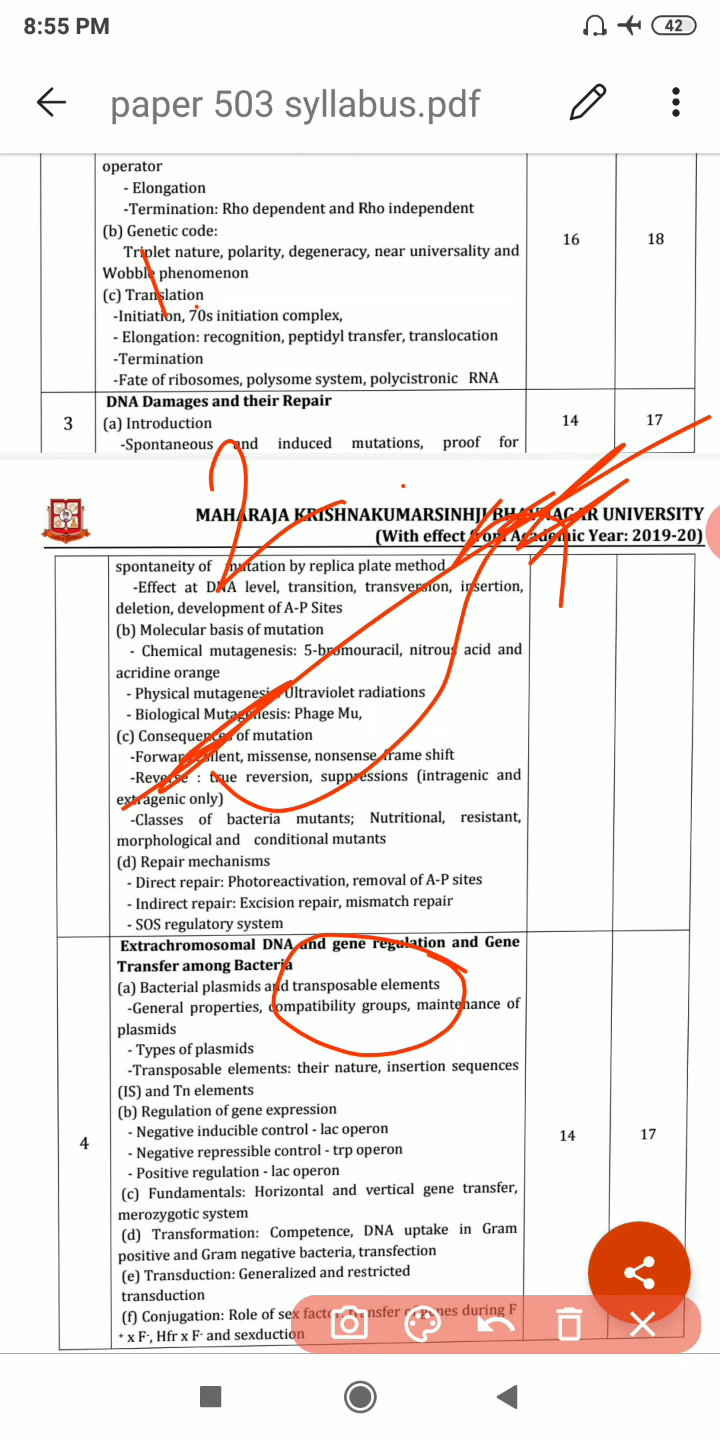 8:55 PM 42
paper 503 syllabus.pdf
operator
- Elongation
-Termination: Rho dependent and Rho independent
(b) Genetic code:
Triplet nature, polarity, degeneracy, near universality and
Wobble phenomenon
(c) Translation
-Initiation, 70s initiation complex,
- Elongation: recognition, peptidyl transfer, translocation
-Termination
-Fate of ribosomes, polysome system, polycistronic RNA
16 18
3 DNA Damages and their Repair
(a) Introduction
-Spontaneous and induced mutations, proof for
14 17
MAHARAJA KRISHNAKUMARSINHJI BHAVNAGAR UNIVERSITY
(With effect from Academic Year: 2019-20)
spontaneity of mutation by replica plate method
-Effect at DNA level, transition, transversion, insertion,
deletion, development of A-P Sites
(b) Molecular basis of mutation
- Chemical mutagenesis: 5-bromouracil, nitrous acid and
acridine orange
- Physical mutagenesis: Ultraviolet radiations
- Biological Mutagenesis: Phage Mu,
(c) Consequences of mutation
-Forward: silent, missense, nonsense, frame shift
-Reverse : true reversion, suppressions (intragenic and
extragenic only)
-Classes of bacteria mutants; Nutritional, resistant,
morphological and conditional mutants
(d) Repair mechanisms
- Direct repair: Photoreactivation, removal of A-P sites
- Indirect repair: Excision repair, mismatch repair
- SOS regulatory system
4 Extrachromosomal DNA and gene regulation and Gene
Transfer among Bacteria
(a) Bacterial plasmids and transposable elements
-General properties, compatibility groups, maintenance of
plasmids
- Types of plasmids
-Transposable elements: their nature, insertion sequences
(IS) and Tn elements
(b) Regulation of gene expression
- Negative inducible control - lac operon
- Negative repressible control - trp operon
- Positive regulation - lac operon
(c) Fundamentals: Horizontal and vertical gene transfer,
merozygotic system
(d) Transformation: Competence, DNA uptake in Gram
positive and Gram negative bacteria, transfection
(e) Transduction: Generalized and restricted
transduction
(f) Conjugation: Role of sex factor, transfer of genes during F
+ x F-, Hfr x F- and sexduction
14 17